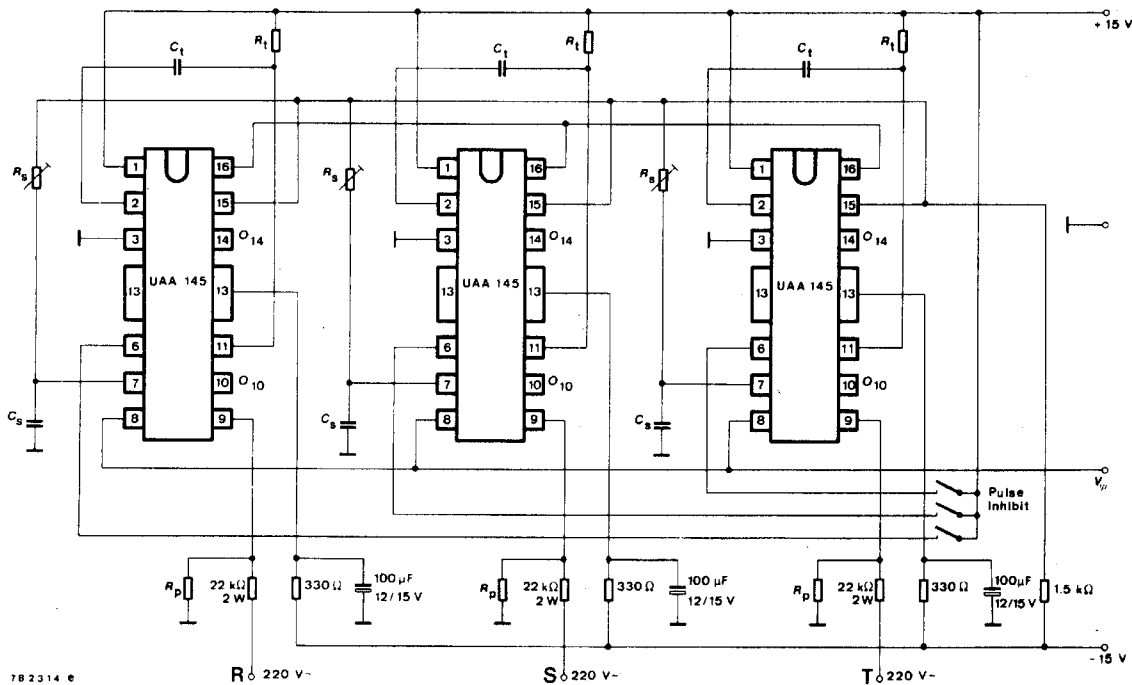 +15 V
Rt
Rt
Rt
Ct
Ct
Ct
Rs
Rs
Rs
1 16
2 15
3 14 O14
UAA 145
13 13
6 11
7 10 O10
8 9
1 16
2 15
3 14 O14
UAA 145
13 13
6 11
7 10 O10
8 9
1 16
2 15
3 14 O14
UAA 145
13 13
6 11
7 10 O10
8 9
Cs
Cs
Cs
Vμ
Pulse
Inhibit
Rp
22 kΩ
2 W
330 Ω
100 μF
12/15 V
Rp
22 kΩ
2 W
330 Ω
100 μF
12/15 V
Rp
22 kΩ
2 W
330 Ω
100 μF
12/15 V
1.5 kΩ
-15 V
R 220 V~
S 220 V~
T 220 V~
782314 e